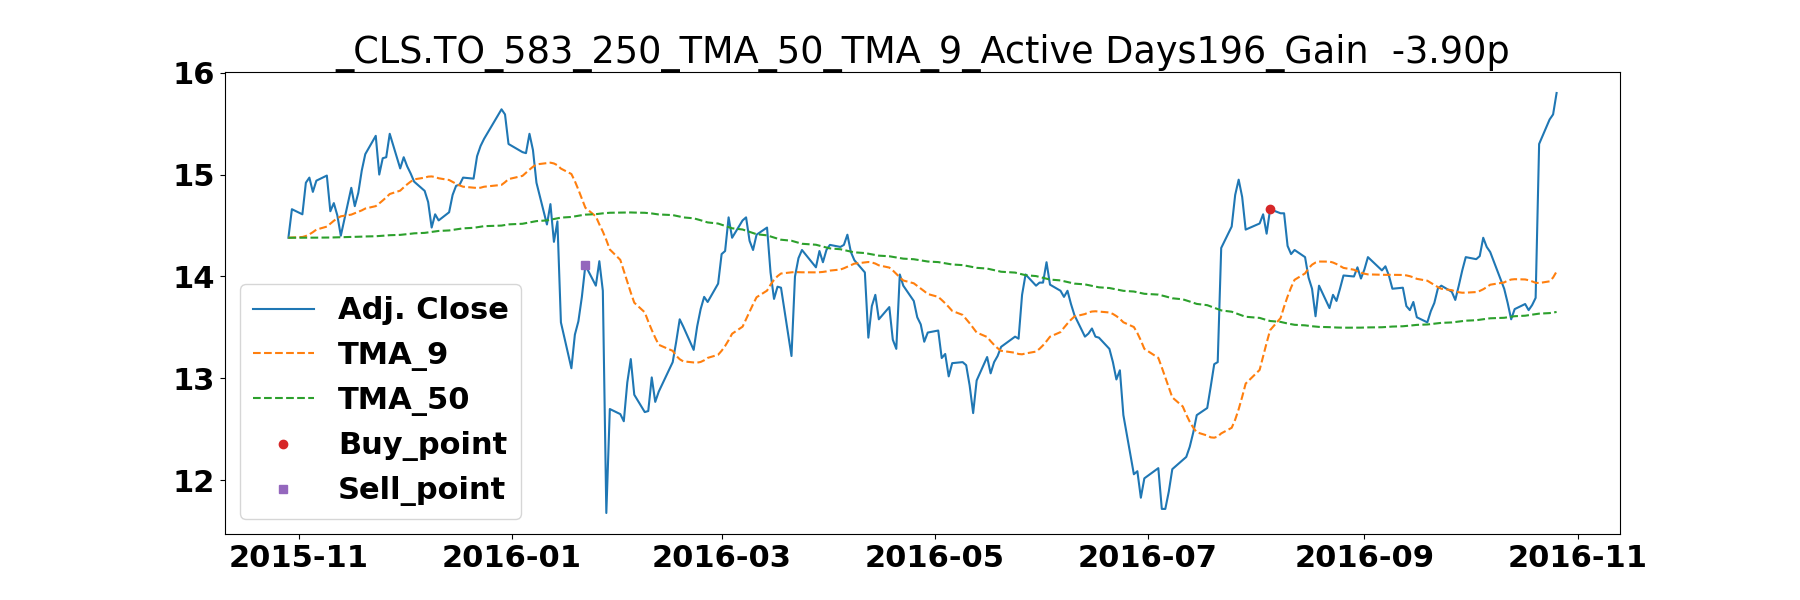 _CLS.TO_583_250_TMA_50_TMA_9_Active Days196_Gain  -3.90p
16
15
14
13
12
Adj. Close
TMA_9
TMA_50
Buy_point
Sell_point
2015-11 2016-01 2016-03 2016-05 2016-07 2016-09 2016-11